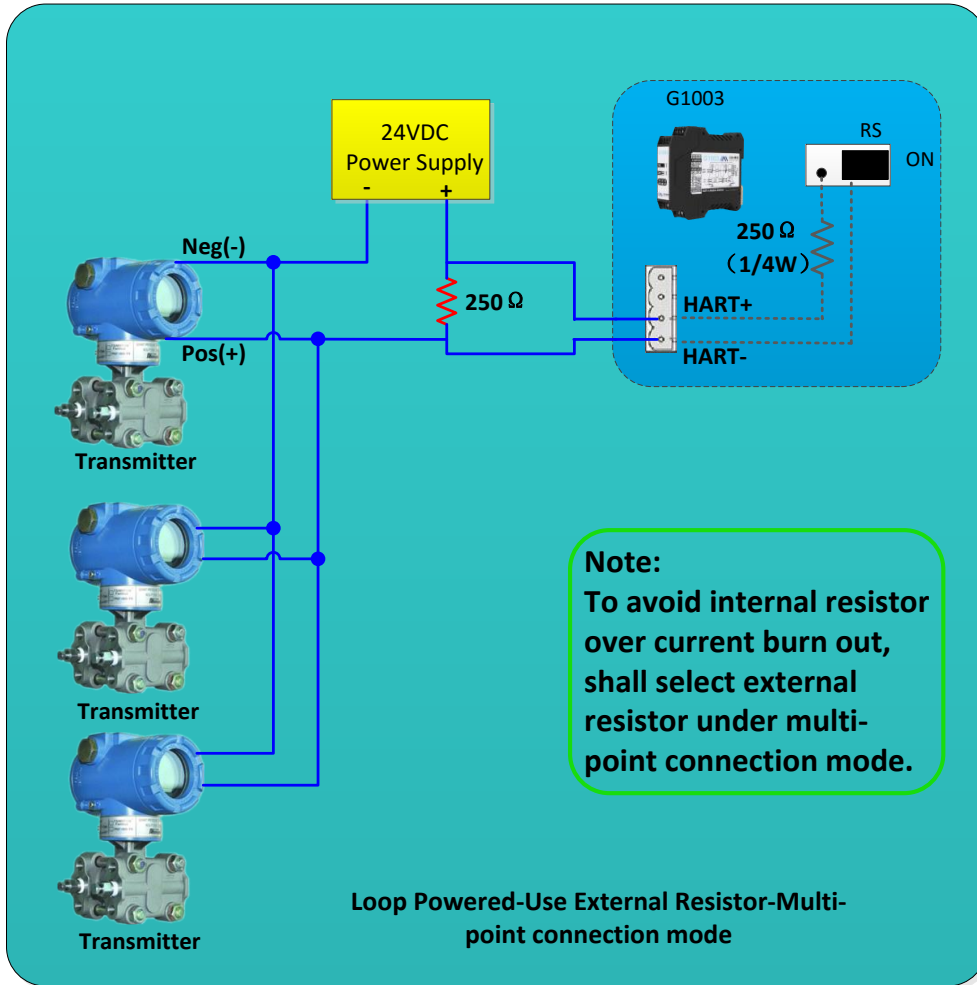 G1003
24VDC
Power Supply
- +
RS
ON
250 Ω
（1/4W）
Neg(-)
250 Ω
HART+
Pos(+)
HART-
Transmitter
Note:
To avoid internal resistor
over current burn out,
shall select external
resistor under multi-
point connection mode.
Transmitter
Loop Powered-Use External Resistor-Multi-
point connection mode
Transmitter